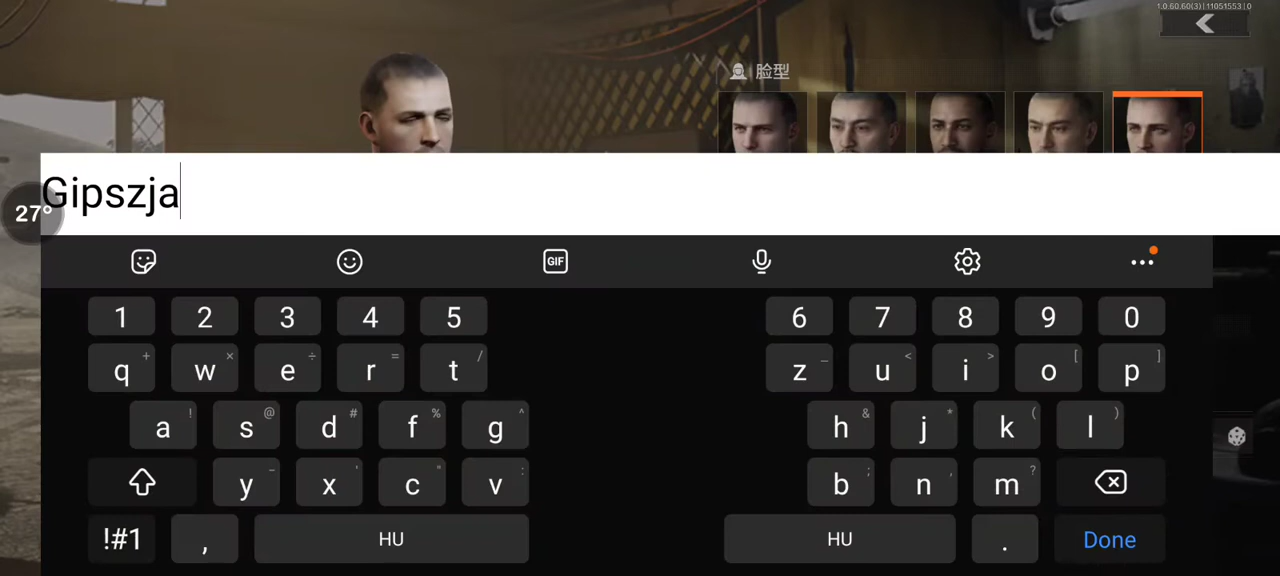 1.0.60.60(3)|11051553|0
脸型
Gipszja
27°
GIF
1 2 3 4 5 6 7 8 9 0
q + w × e ÷ r = t / z _ u < i > o [ p ]
a ! s @ d # f % g ^ h & j * k ( l )
y - x ' c " v : b ; n , m ?
!#1 , HU HU . Done